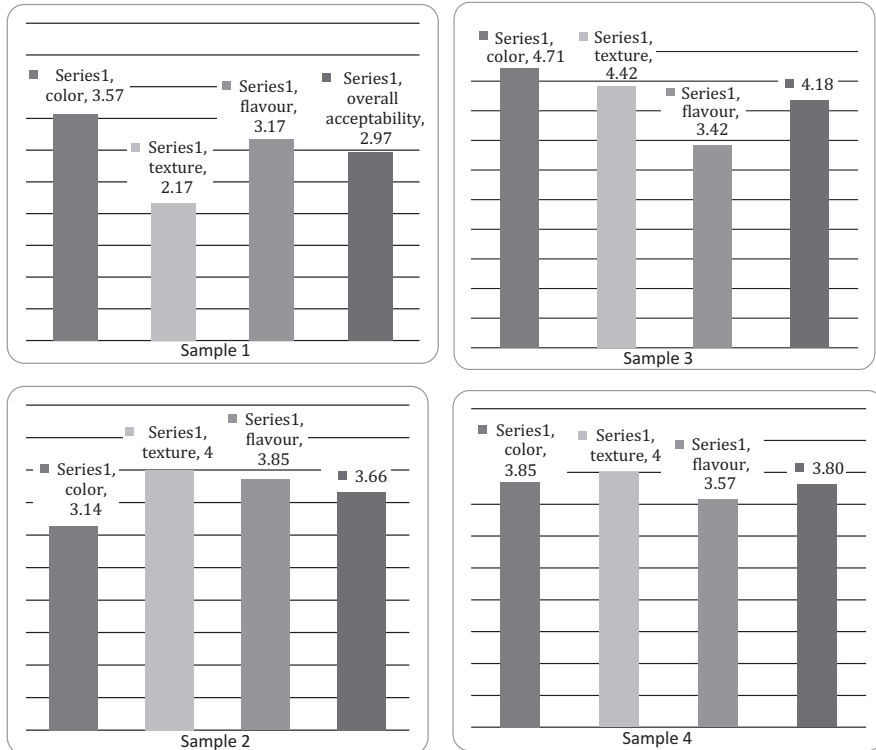 Series1,
color, 3.57
Series1,
texture,
2.17
Series1,
flavour,
3.17
Series1,
overall
acceptability,
2.97
Sample 1
Series1,
color, 4.71
Series1,
texture,
4.42
Series1,
flavour,
3.42
4.18
Sample 3
Series1,
color,
3.14
Series1,
texture, 4
Series1,
flavour,
3.85
3.66
Sample 2
Series1,
color,
3.85
Series1,
texture, 4
Series1,
flavour,
3.57
3.80
Sample 4